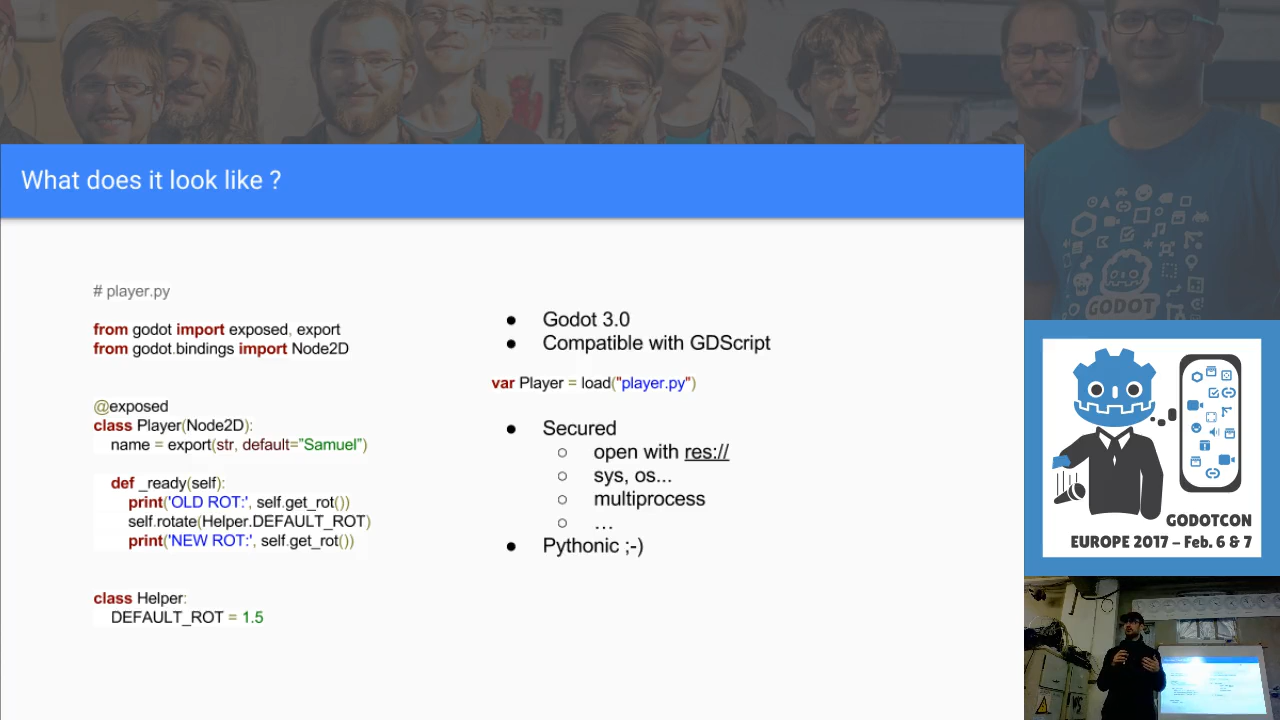 What does it look like ?
# player.py
from godot import exposed, export
from godot.bindings import Node2D
@exposed
class Player(Node2D):
name = export(str, default="Samuel")
def _ready(self):
print('OLD ROT:', self.get_rot())
self.rotate(Helper.DEFAULT_ROT)
print('NEW ROT:', self.get_rot())
class Helper:
DEFAULT_ROT = 1.5
● Godot 3.0
● Compatible with GDScript
var Player = load("player.py")
● Secured
○ open with res://
○ sys, os...
○ multiprocess
○ …
● Pythonic ;-)
GODOT
GODOTCON
EUROPE 2017 – Feb. 6 & 7